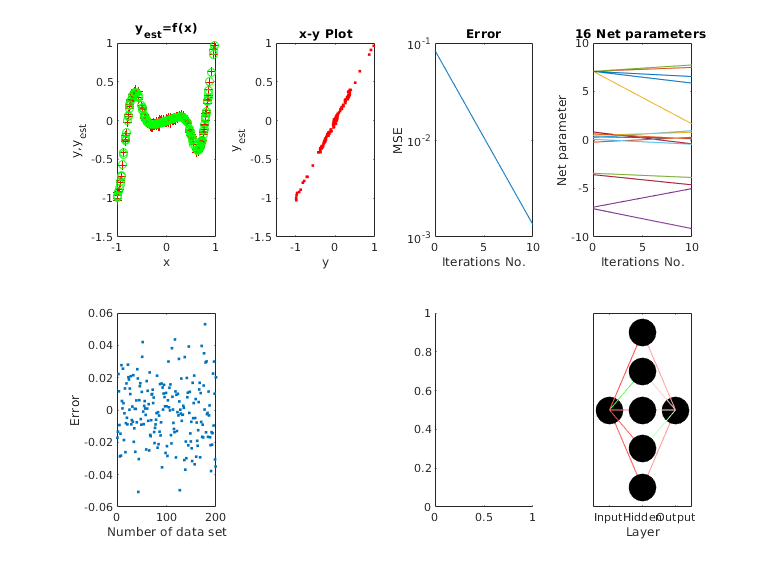 y_est=f(x)
1
0.5
0
-0.5
-1
-1.5
-1
0
1
x
y,y_est
x-y Plot
1
0.5
0
-0.5
-1
-1.5
-1
0
1
y
y_est
Error
10^-1
10^-2
10^-3
0
5
10
Iterations No.
MSE
16 Net parameters
10
5
0
-5
-10
0
5
10
Iterations No.
Net parameter
0.06
0.04
0.02
0
-0.02
-0.04
-0.06
0
100
200
Number of data set
Error
1
0.8
0.6
0.4
0.2
0
0
0.5
1
Input
Hidden
Output
Layer